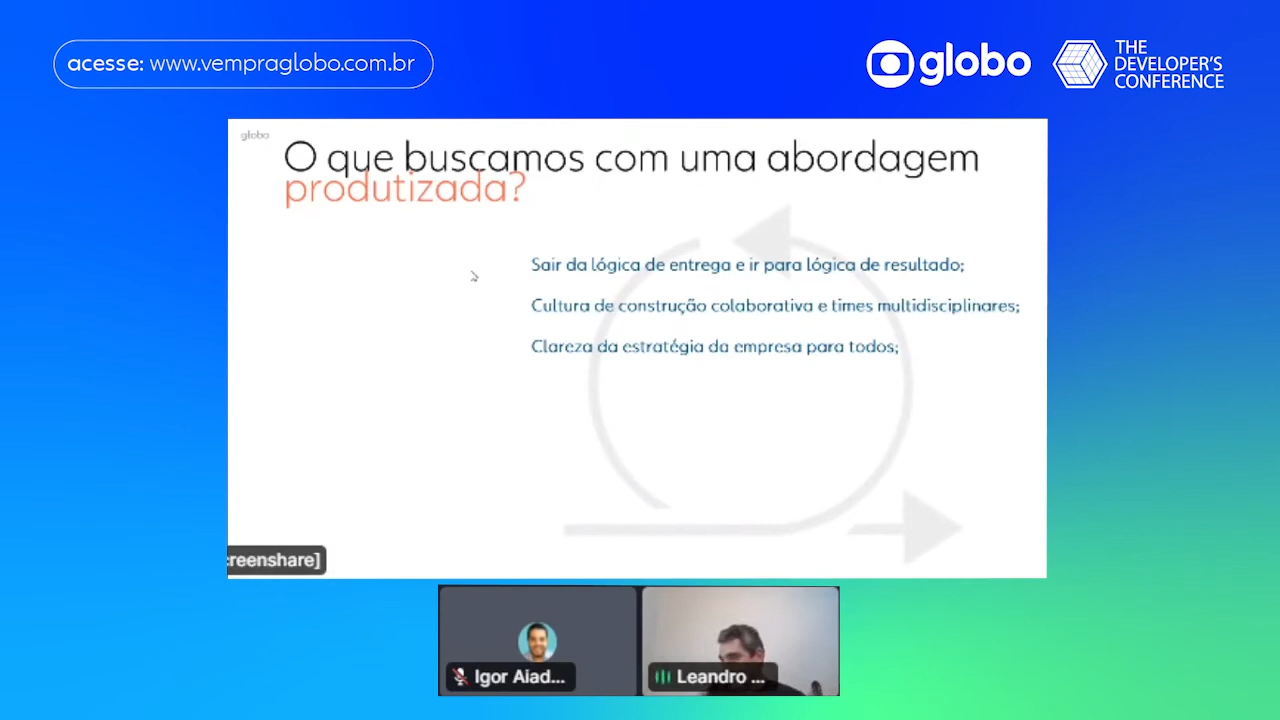 acesse: www.vempraglobo.com.br
globo
THE
DEVELOPER'S
CONFERENCE
globo
O que buscamos com uma abordagem
produtizada?
Sair da lógica de entrega e ir para lógica de resultado;
Cultura de construção colaborativa e times multidisciplinares;
Clareza da estratégia da empresa para todos;
creenshare]
Igor Aiad...
Leandro ...